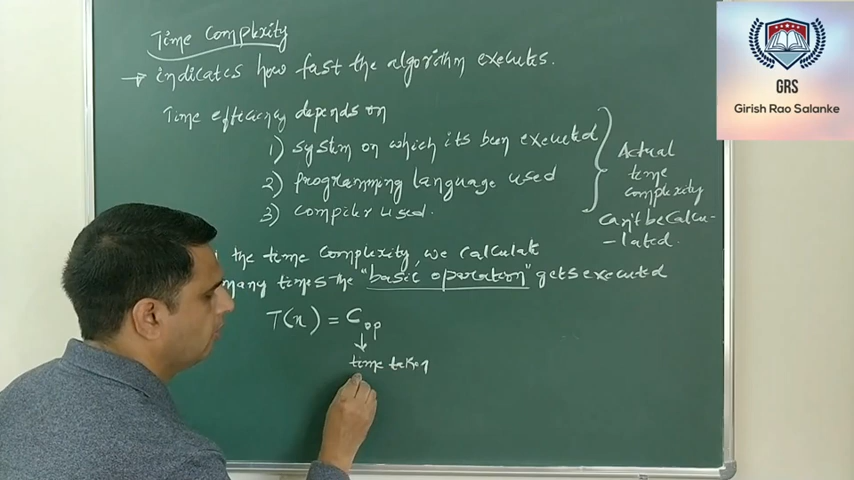 Time Complexity
→ indicates how fast the algorithm executes.
Time efficiency depends on
1) system on which its been executed
2) programming language used
3) compiler used.
Actual
time
complexity
can't be calcu-
-lated.
the time complexity, we calculate
many times the "basic operation" gets executed
T(n) = Cop
↓
time taken
GRS
Girish Rao Salanke